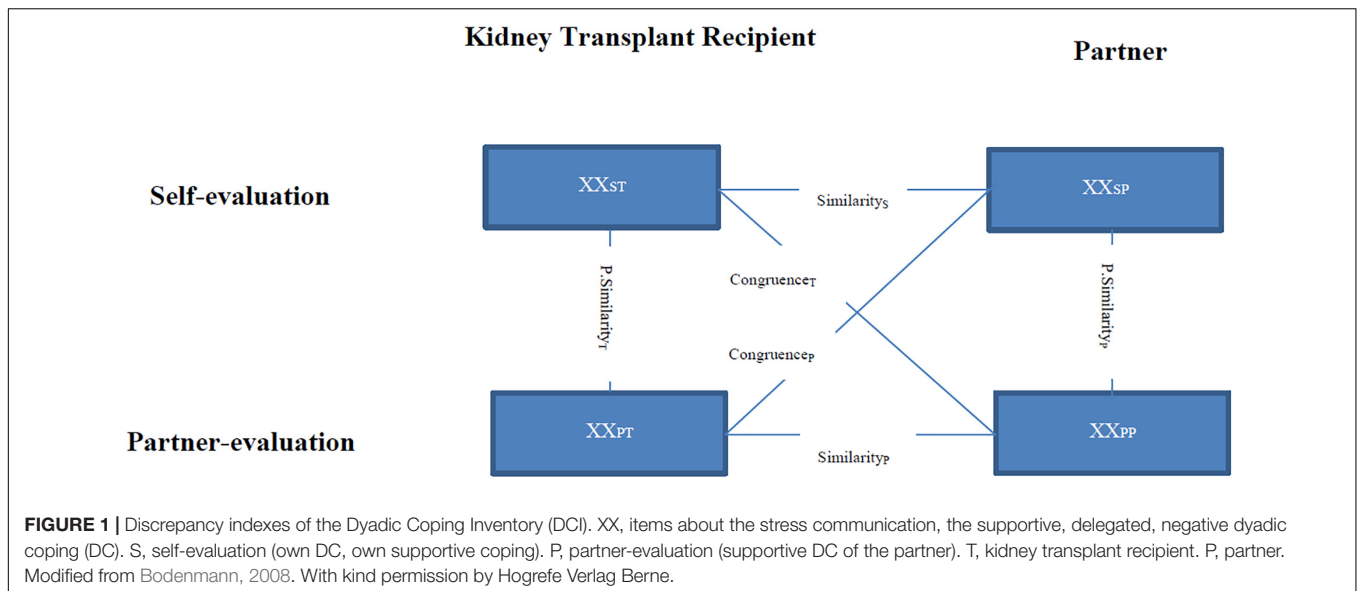 Kidney Transplant Recipient
Partner
Self-evaluation
XXST
SimilarityS
XXSP
P.SimilarityT
CongruenceT
P.SimilarityP
CongruenceP
Partner-evaluation
XXPT
SimilarityP
XXPP
FIGURE 1 | Discrepancy indexes of the Dyadic Coping Inventory (DCI). XX, items about the stress communication, the supportive, delegated, negative dyadic
coping (DC). S, self-evaluation (own DC, own supportive coping). P, partner-evaluation (supportive DC of the partner). T, kidney transplant recipient. P, partner.
Modified from Bodenmann, 2008. With kind permission by Hogrefe Verlag Berne.